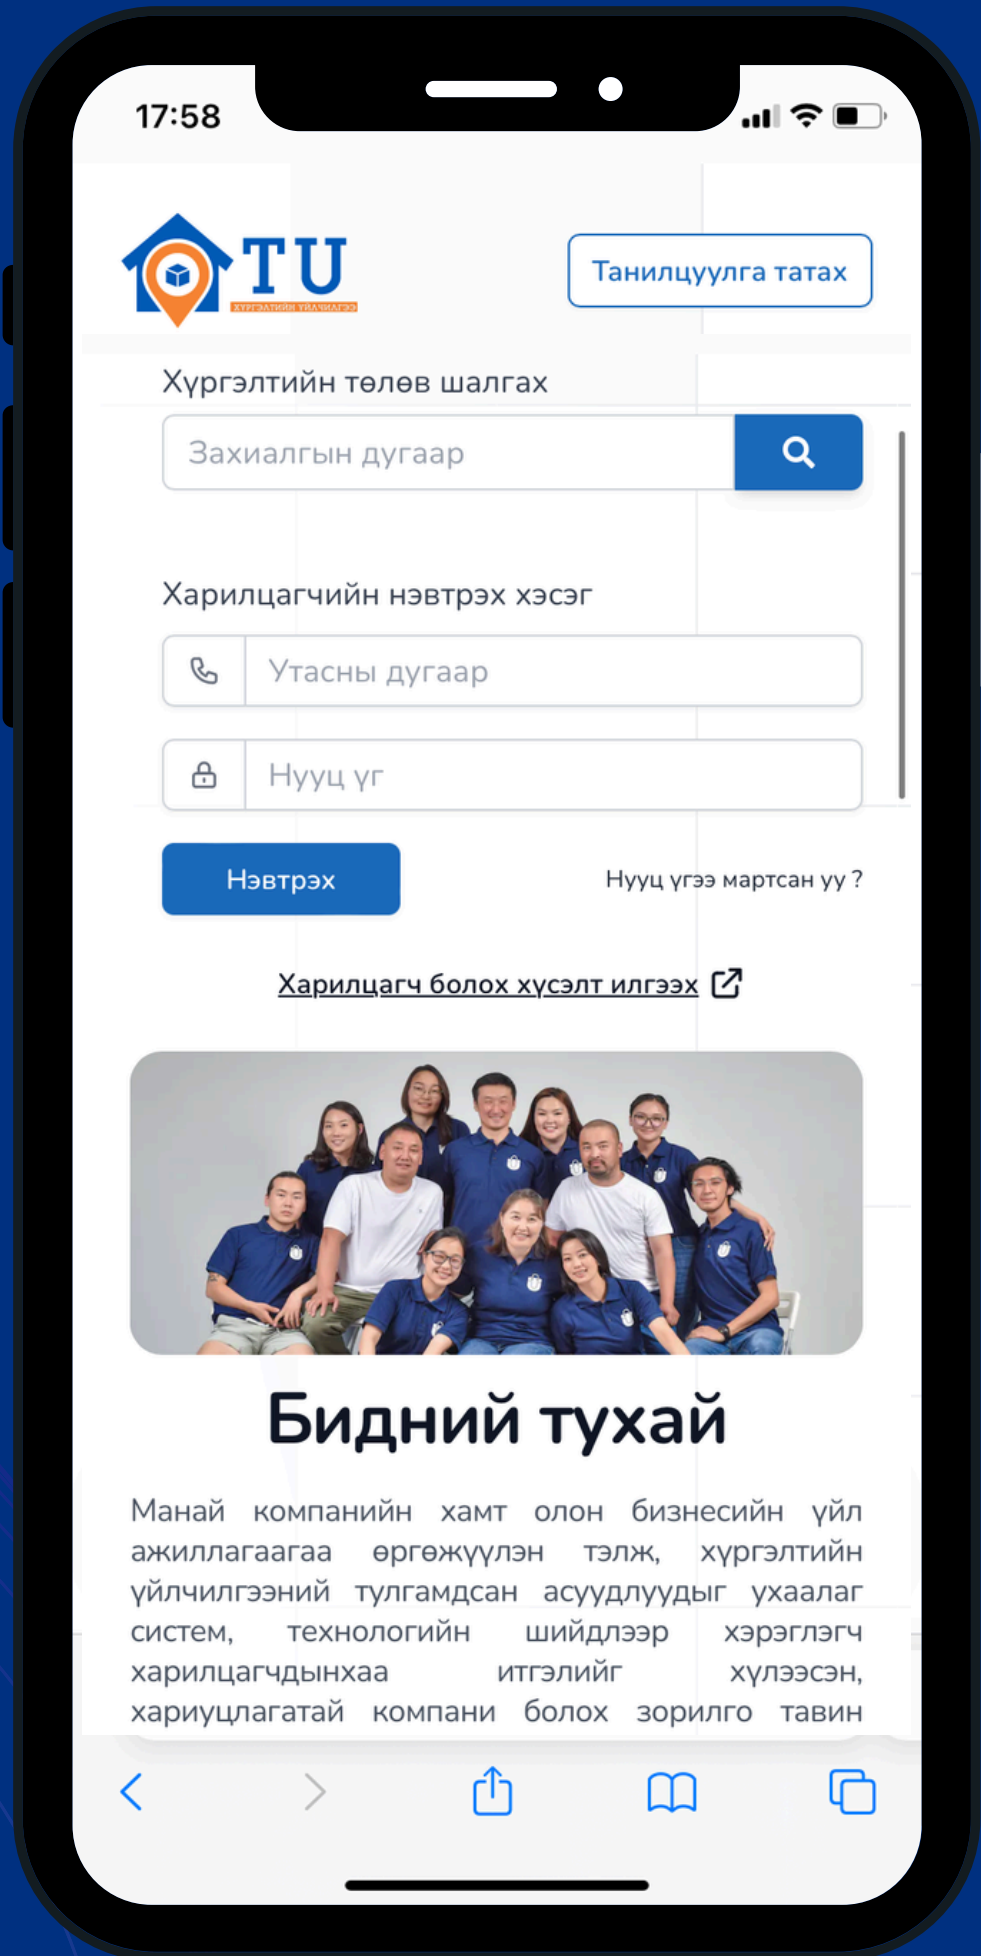 17:58
TU
ХҮРГЭЛТИЙН ҮЙЛЧИЛГЭЭ
Танилцуулга татах
Хүргэлтийн төлөв шалгах
Захиалгын дугаар
Харилцагчийн нэвтрэх хэсэг
Утасны дугаар
Нууц үг
Нэвтрэх
Нууц үгээ мартсан уу ?
Харилцагч болох хүсэлт илгээх
Бидний тухай
Манай компанийн хамт олон бизнесийн үйл
ажиллагаагаа өргөжүүлэн тэлж, хүргэлтийн
үйлчилгээний тулгамдсан асуудлуудыг ухаалаг
систем, технологийн шийдлээр хэрэглэгч
харилцагчдынхаа итгэлийг хүлээсэн,
хариуцлагатай компани болох зорилго тавин